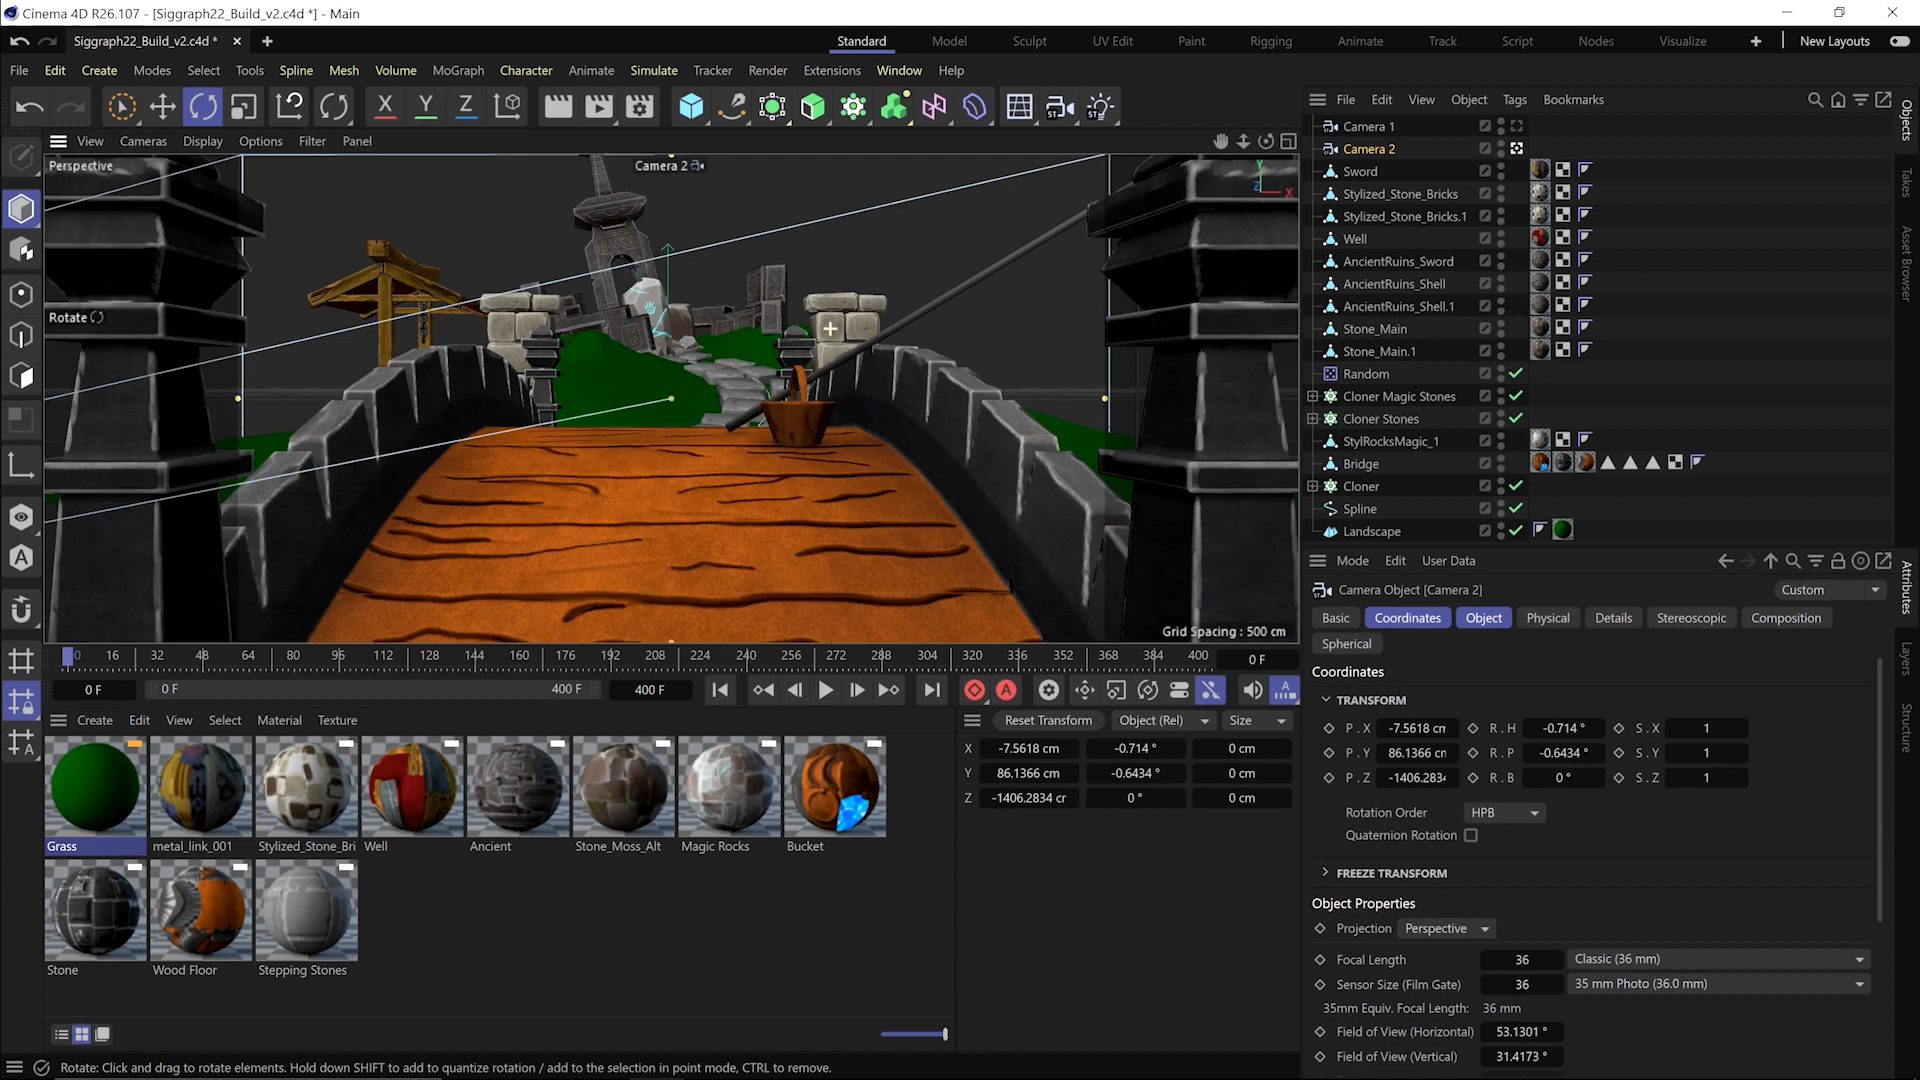 Cinema 4D R26.107 - [Siggraph22_Build_v2.c4d *] - Main
Siggraph22_Build_v2.c4d *
Standard Model Sculpt UV Edit Paint Rigging Animate Track Script Nodes Visualize New Layouts
File Edit Create Modes Select Tools Spline Mesh Volume MoGraph Character Animate Simulate Tracker Render Extensions Window Help
X Y Z
ST ST
View Cameras Display Options Filter Panel
Perspective
Camera 2
Y
Z X
Rotate
Grid Spacing : 500 cm
File Edit View Object Tags Bookmarks
Camera 1
Camera 2
Sword
Stylized_Stone_Bricks
Stylized_Stone_Bricks.1
Well
AncientRuins_Sword
AncientRuins_Shell
AncientRuins_Shell.1
Stone_Main
Stone_Main.1
Random
Cloner Magic Stones
Cloner Stones
StylRocksMagic_1
Bridge
Cloner
Spline
Landscape
Objects
Takes
Asset Browser
Attributes
Layers
Structure
0 16 32 48 64 80 96 112 128 144 160 176 192 208 224 240 256 272 288 304 320 336 352 368 384 400 0 F
0 F 0 F 400 F 400 F
Create Edit View Select Material Texture
Grass metal_link_001 Stylized_Stone_Bri Well Ancient Stone_Moss_Alt Magic Rocks Bucket
Stone Wood Floor Stepping Stones
Reset Transform Object (Rel) Size
X -7.5618 cm -0.714 ° 0 cm
Y 86.1366 cm -0.6434 ° 0 cm
Z -1406.2834 cr 0 ° 0 cm
Mode Edit User Data
Camera Object [Camera 2] Custom
Basic Coordinates Object Physical Details Stereoscopic Composition
Spherical
Coordinates
TRANSFORM
P . X -7.5618 cm R . H -0.714 ° S . X 1
P . Y 86.1366 cm R . P -0.6434 ° S . Y 1
P . Z -1406.2834 R . B 0 ° S . Z 1
Rotation Order HPB
Quaternion Rotation
FREEZE TRANSFORM
Object Properties
Projection Perspective
Focal Length 36 Classic (36 mm)
Sensor Size (Film Gate) 36 35 mm Photo (36.0 mm)
35mm Equiv. Focal Length: 36 mm
Field of View (Horizontal) 53.1301 °
Field of View (Vertical) 31.4173 °
Rotate: Click and drag to rotate elements. Hold down SHIFT to add to quantize rotation / add to the selection in point mode, CTRL to remove.